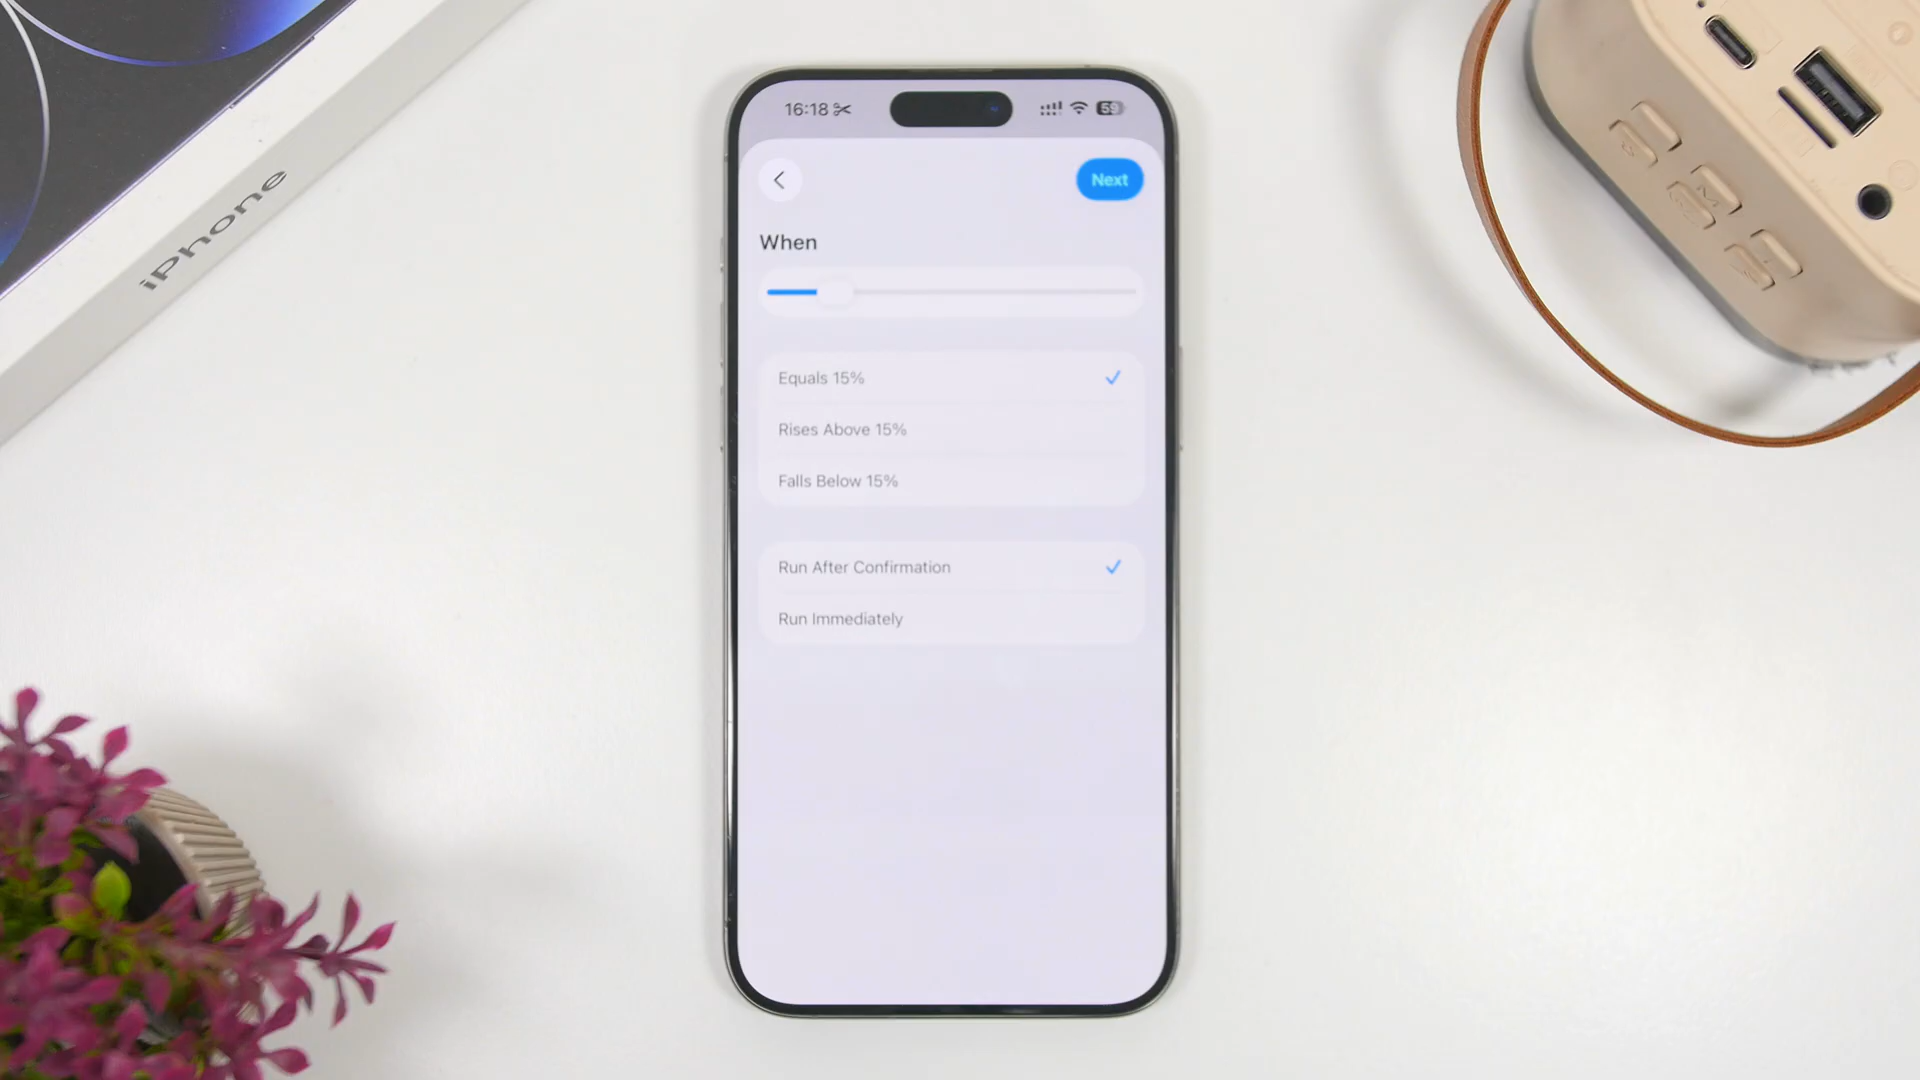 iPhone
16:18
59
Next
When
Equals 15%
Rises Above 15%
Falls Below 15%
Run After Confirmation
Run Immediately